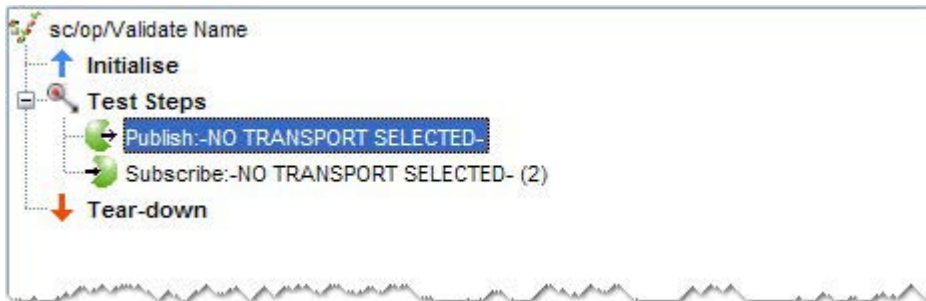 sc/op/Validate Name
Initialise
Test Steps
Publish:-NO TRANSPORT SELECTED-
Subscribe:-NO TRANSPORT SELECTED- (2)
Tear-down